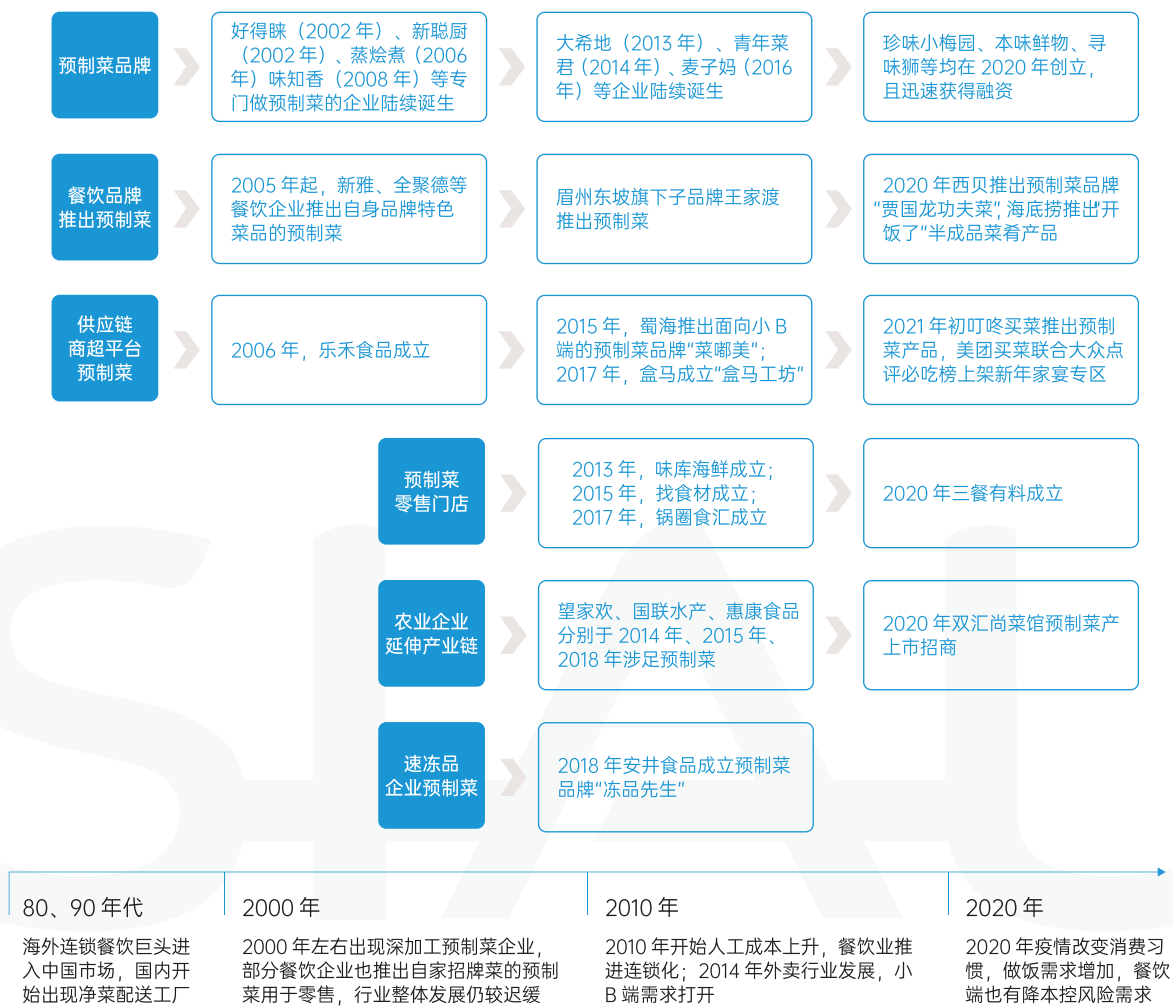 预制菜品牌
好得睐（2002 年）、新聪厨
（2002 年）、蒸烩煮（2006
年）味知香（2008 年）等专
门做预制菜的企业陆续诞生
大希地（2013 年）、青年菜
君（2014 年）、麦子妈（2016
年）等企业陆续诞生
珍味小梅园、本味鲜物、寻
味狮等均在 2020 年创立，
且迅速获得融资
餐饮品牌
推出预制菜
2005 年起，新雅、全聚德等
餐饮企业推出自身品牌特色
菜品的预制菜
眉州东坡旗下子品牌王家渡
推出预制菜
2020 年西贝推出预制菜品牌
“贾国龙功夫菜”，海底捞推出“开
饭了”半成品菜肴产品
供应链
商超平台
预制菜
2006 年，乐禾食品成立
2015 年，蜀海推出面向小 B
端的预制菜品牌“菜嘟美”；
2017 年，盒马成立“盒马工坊”
2021 年初叮咚买菜推出预制
菜产品，美团买菜联合大众点
评必吃榜上架新年家宴专区
预制菜
零售门店
2013 年，味库海鲜成立；
2015 年，找食材成立；
2017 年，锅圈食汇成立
2020 年三餐有料成立
农业企业
延伸产业链
望家欢、国联水产、惠康食品
分别于 2014 年、2015 年、
2018 年涉足预制菜
2020 年双汇尚菜馆预制菜产
上市招商
速冻品
企业预制菜
2018 年安井食品成立预制菜
品牌“冻品先生”
SIAL
80、90 年代
海外连锁餐饮巨头进
入中国市场，国内开
始出现净菜配送工厂
2000 年
2000 年左右出现深加工预制菜企业，
部分餐饮企业也推出自家招牌菜的预制
菜用于零售，行业整体发展仍较迟缓
2010 年
2010 年开始人工成本上升，餐饮业推
进连锁化；2014 年外卖行业发展，小
B 端需求打开
2020 年
2020 年疫情改变消费习
惯，做饭需求增加，餐饮
端也有降本控风险需求